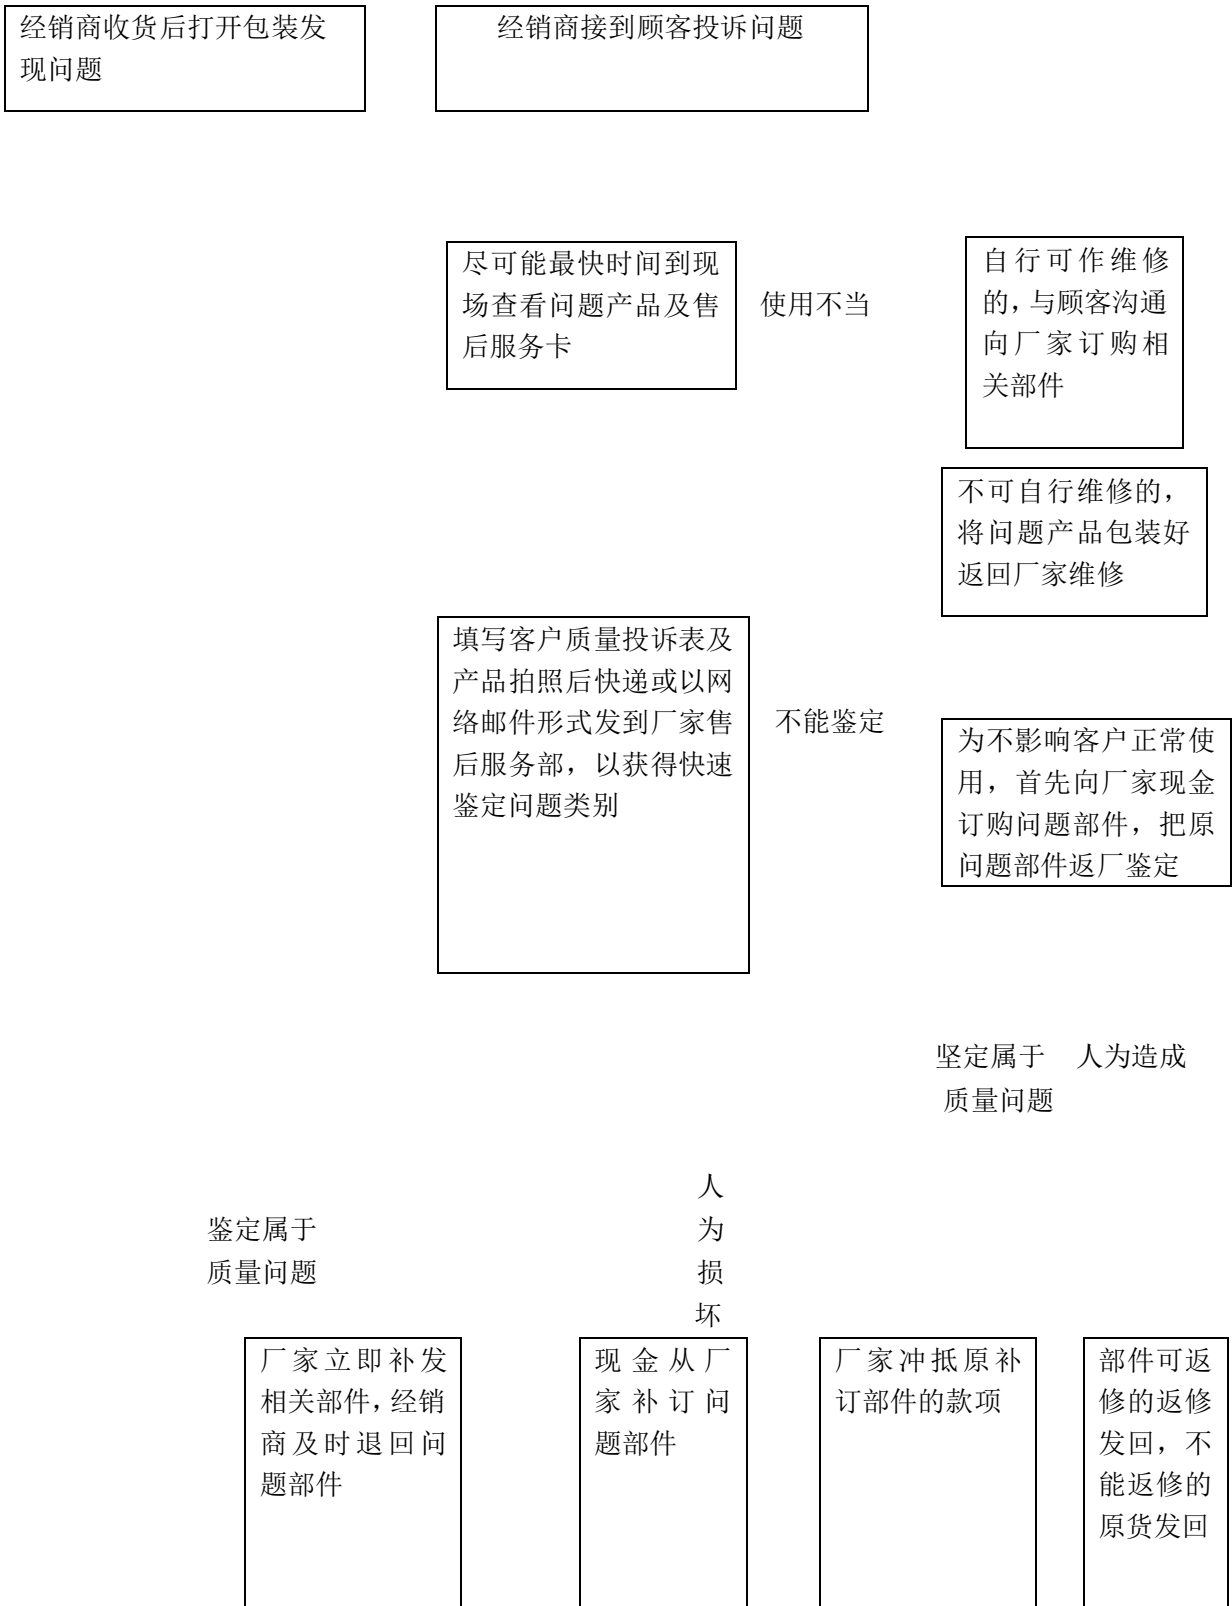 经销商收货后打开包装发
现问题
经销商接到顾客投诉问题
尽可能最快时间到现
场查看问题产品及售
后服务卡
使用不当
自行可作维修
的，与顾客沟通
向厂家订购相
关部件
不可自行维修的，
将问题产品包装好
返回厂家维修
填写客户质量投诉表及
产品拍照后快递或以网
络邮件形式发到厂家售
后服务部，以获得快速
鉴定问题类别
不能鉴定
为不影响客户正常使
用，首先向厂家现金
订购问题部件，把原
问题部件返厂鉴定
坚定属于
质量问题
人为造成
鉴定属于
质量问题
人
为
损
坏
厂家立即补发
相关部件，经销
商及时退回问
题部件
现金从厂
家补订问
题部件
厂家冲抵原补
订部件的款项
部件可返
修的返修
发回，不
能返修的
原货发回